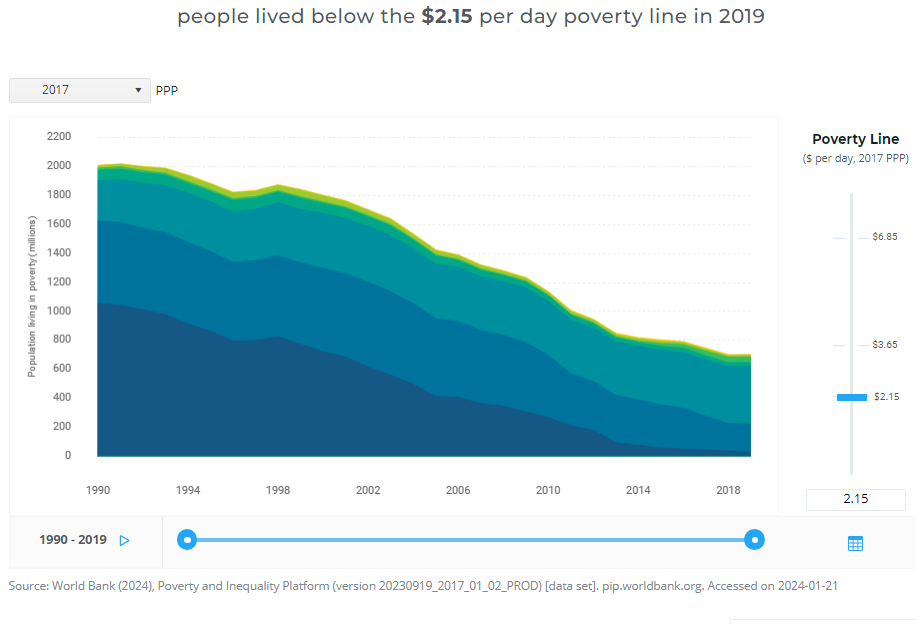 people lived below the $2.15 per day poverty line in 2019
2017 PPP
Poverty Line
($ per day, 2017 PPP)
$6.85
$3.65
$2.15
2.15
Population living in poverty (millions)
2200
2000
1800
1600
1400
1200
1000
800
600
400
200
0
1990 1994 1998 2002 2006 2010 2014 2018
1990 - 2019
Source: World Bank (2024), Poverty and Inequality Platform (version 20230919_2017_01_02_PROD) [data set]. pip.worldbank.org. Accessed on 2024-01-21